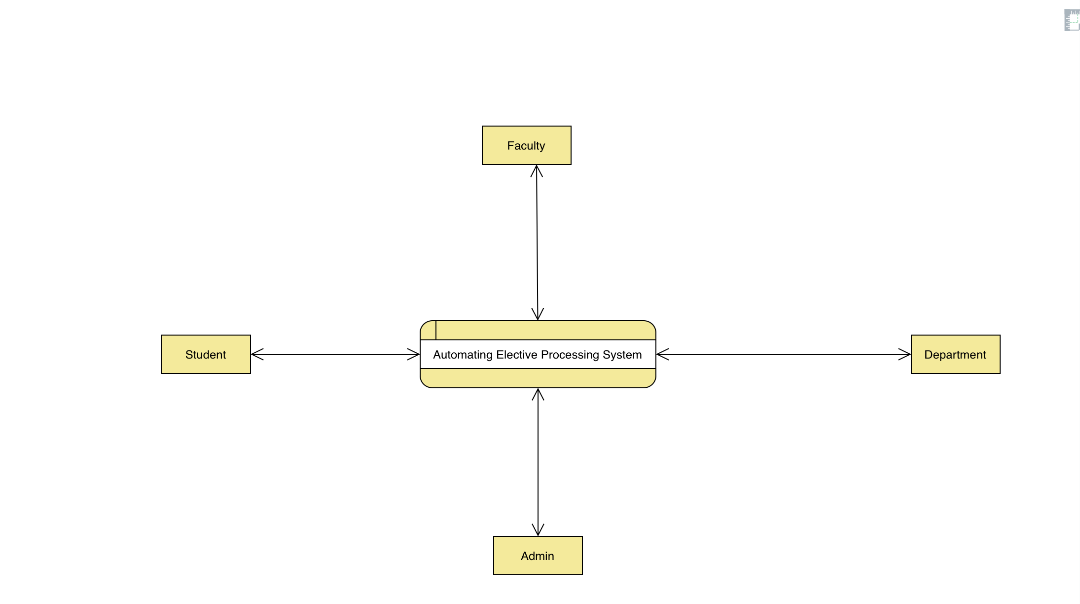 Faculty
Student
Automating Elective Processing System
Department
Admin